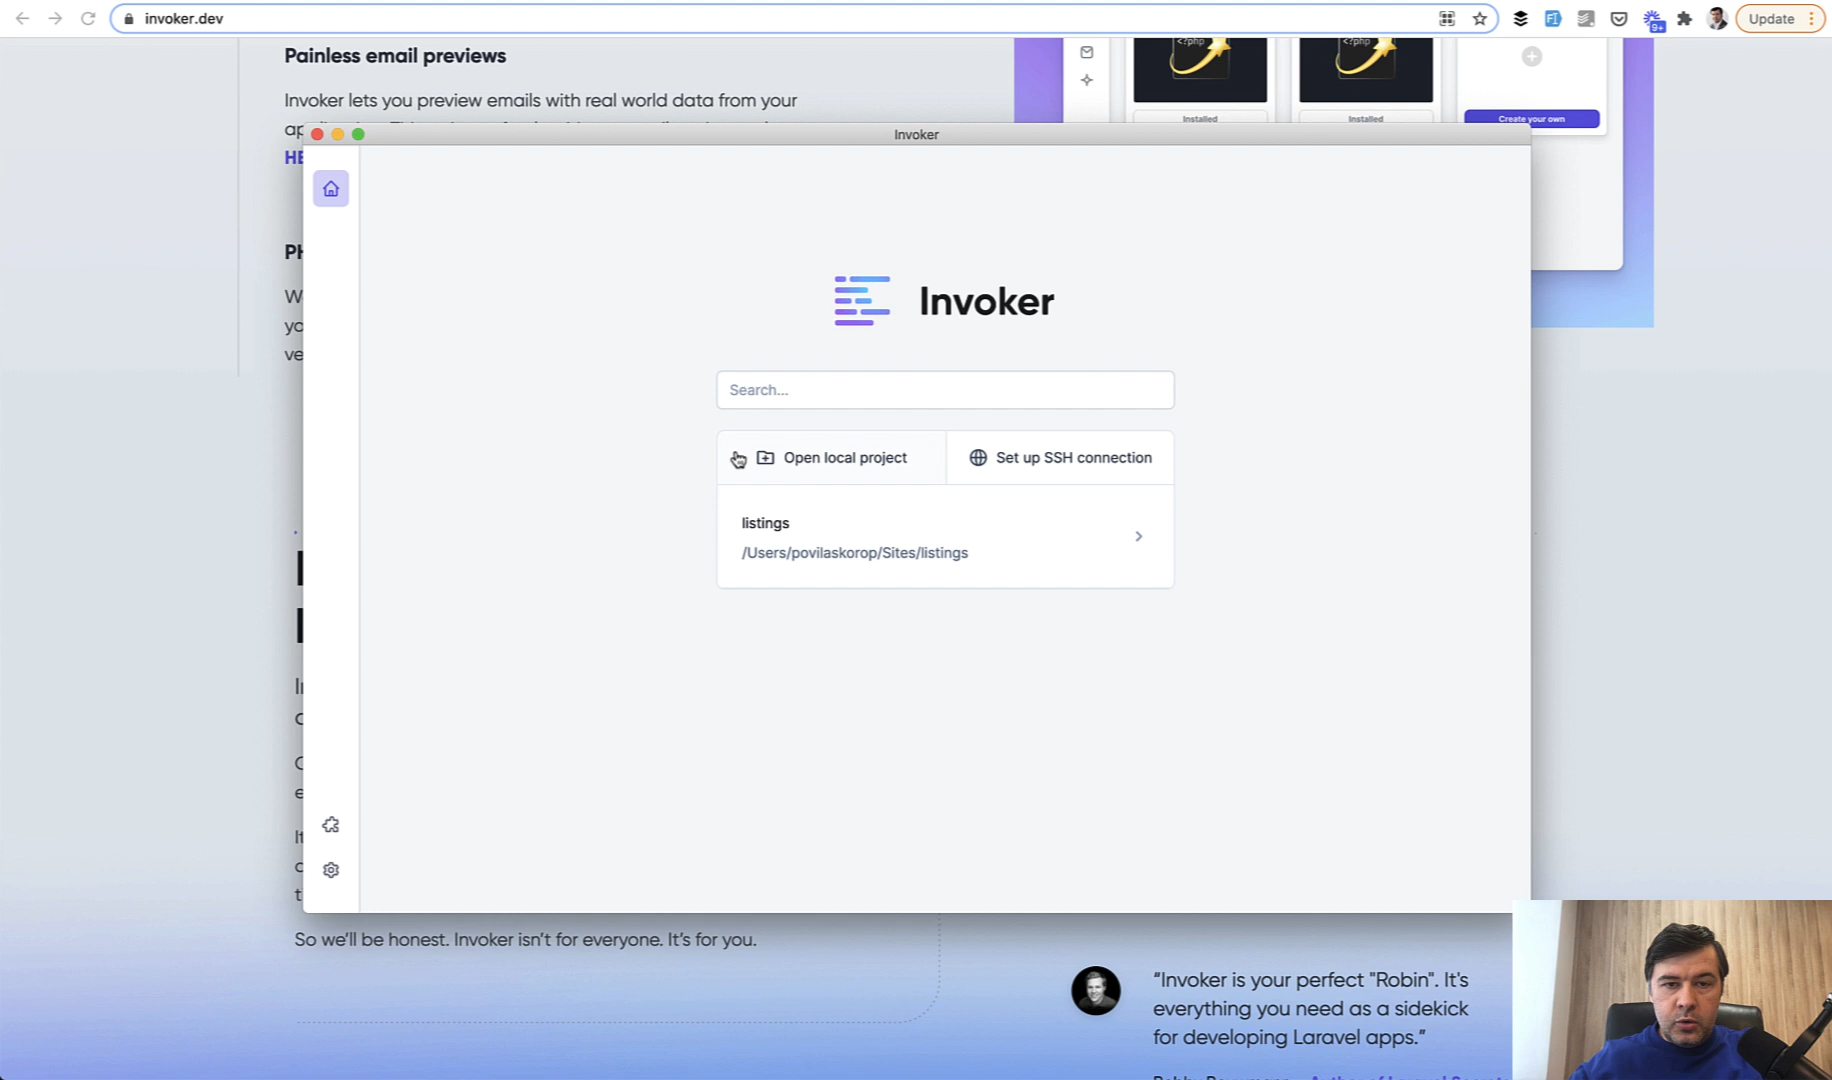 invoker.dev
Update
9+
Painless email previews
Invoker lets you preview emails with real world data from your
<?php
<?php
Installed
Installed
Create your own
Invoker
Invoker
Search...
Open local project
Set up SSH connection
listings
/Users/povilaskorop/Sites/listings
So we'll be honest. Invoker isn't for everyone. It's for you.
“Invoker is your perfect "Robin". It's
everything you need as a sidekick
for developing Laravel apps.”